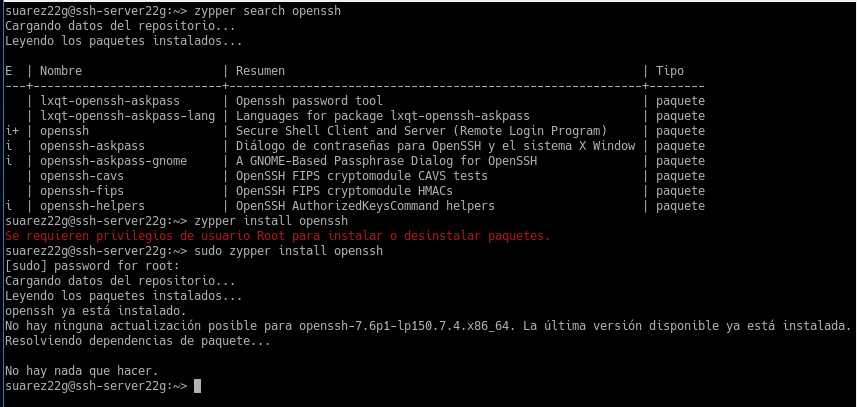 suarez22g@ssh-server22g:~> zypper search openssh
Cargando datos del repositorio...
Leyendo los paquetes instalados...

E  | Nombre                   | Resumen                                                | Tipo
---+--------------------------+--------------------------------------------------------+--------
   | lxqt-openssh-askpass     | Openssh password tool                                  | paquete
   | lxqt-openssh-askpass-lang | Languages for package lxqt-openssh-askpass            | paquete
i+ | openssh                  | Secure Shell Client and Server (Remote Login Program)  | paquete
i  | openssh-askpass          | Diálogo de contraseñas para OpenSSH y el sistema X Window | paquete
i  | openssh-askpass-gnome    | A GNOME-Based Passphrase Dialog for OpenSSH            | paquete
   | openssh-cavs             | OpenSSH FIPS cryptomodule CAVS tests                   | paquete
   | openssh-fips             | OpenSSH FIPS cryptomodule HMACs                        | paquete
i  | openssh-helpers          | OpenSSH AuthorizedKeysCommand helpers                  | paquete
suarez22g@ssh-server22g:~> zypper install openssh
Se requieren privilegios de usuario Root para instalar o desinstalar paquetes.
suarez22g@ssh-server22g:~> sudo zypper install openssh
[sudo] password for root:
Cargando datos del repositorio...
Leyendo los paquetes instalados...
openssh ya está instalado.
No hay ninguna actualización posible para openssh-7.6p1-lp150.7.4.x86_64. La última versión disponible ya está instalada.
Resolviendo dependencias de paquete...

No hay nada que hacer.
suarez22g@ssh-server22g:~>